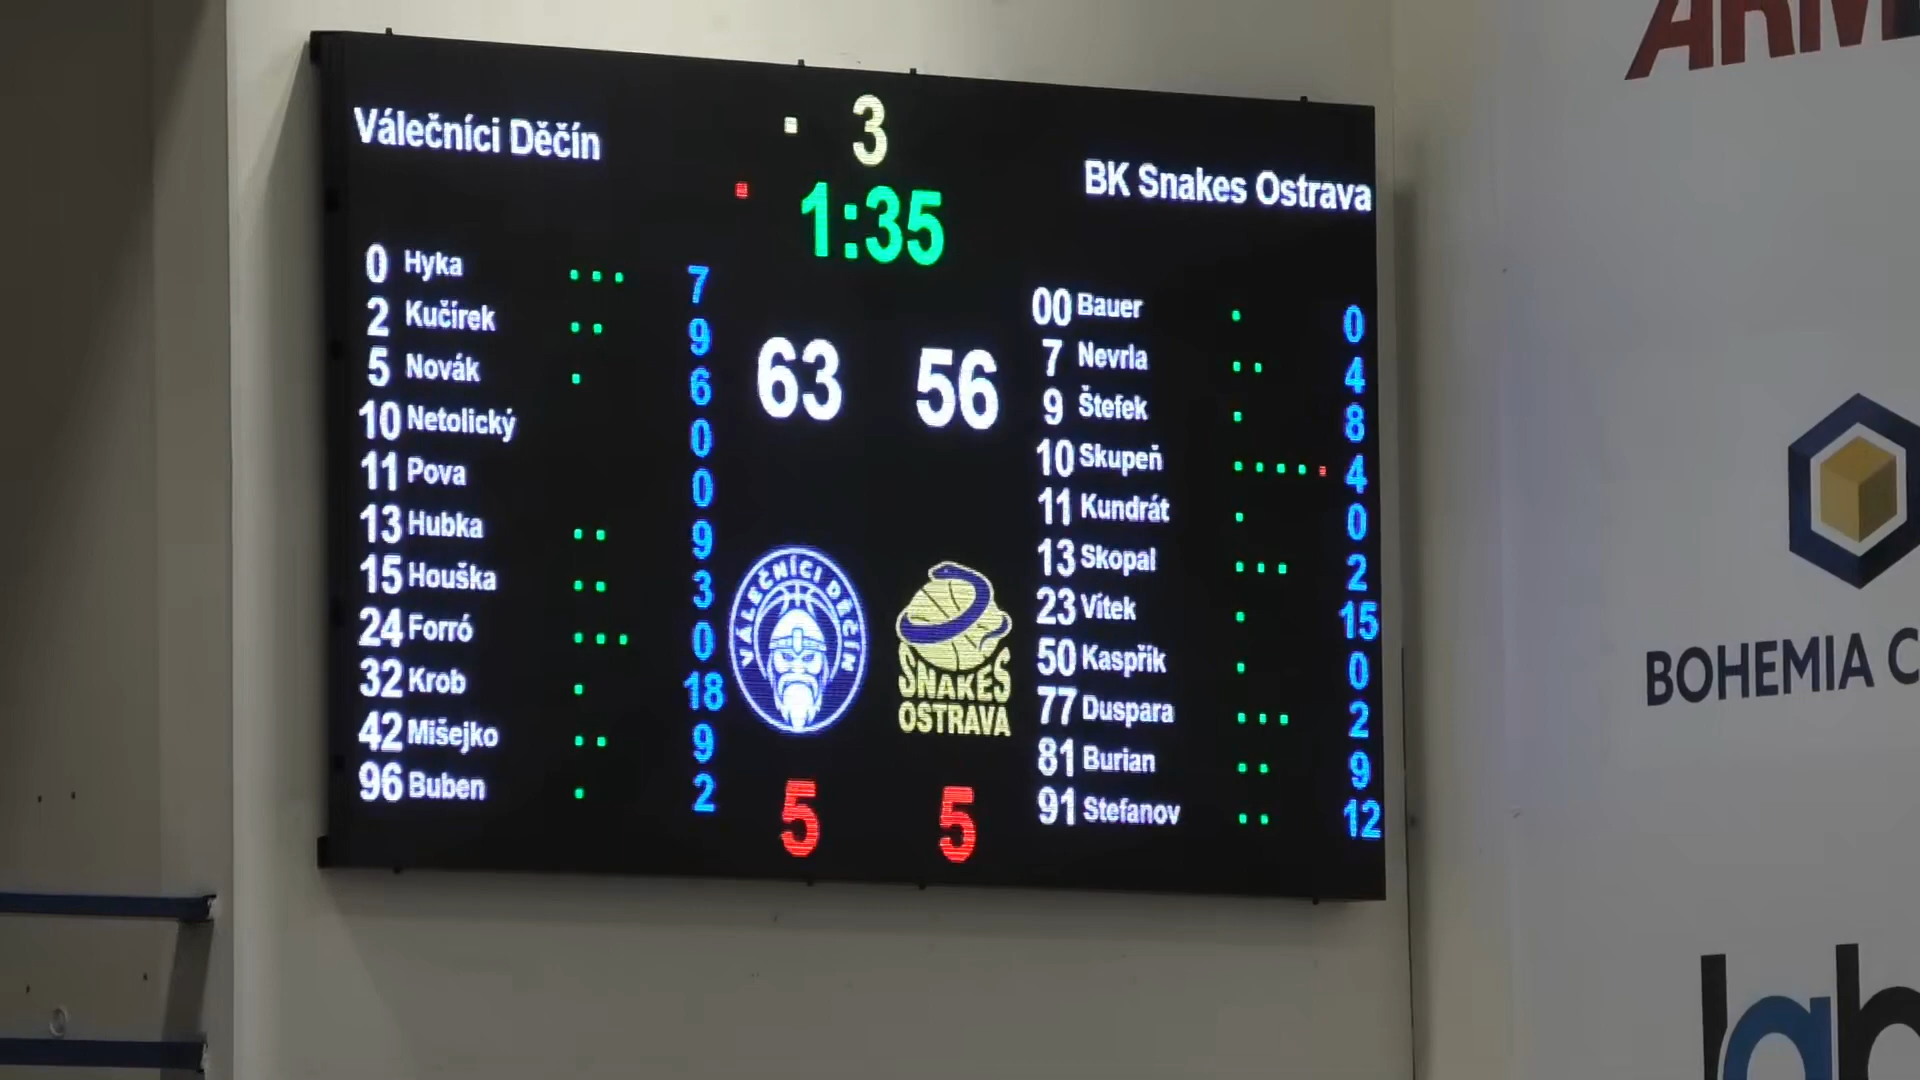 ARM
Válečníci Děčín
3
BK Snakes Ostrava
1:35
0 Hyka 7
2 Kučírek 9
5 Novák 6
10 Netolický 0
11 Pova 0
13 Hubka 9
15 Houška 3
24 Forró 0
32 Krob 18
42 Mišejko 9
96 Buben 2
63 56
VÁLEČNÍCI DĚČÍN
SNAKES
OSTRAVA
5 5
00 Bauer 0
7 Nevrla 4
9 Štefek 8
10 Skupeň 4
11 Kundrát 0
13 Skopal 2
23 Vítek 15
50 Kaspřik 0
77 Duspara 2
81 Burian 9
91 Stefanov 12
BOHEMIA C
lab